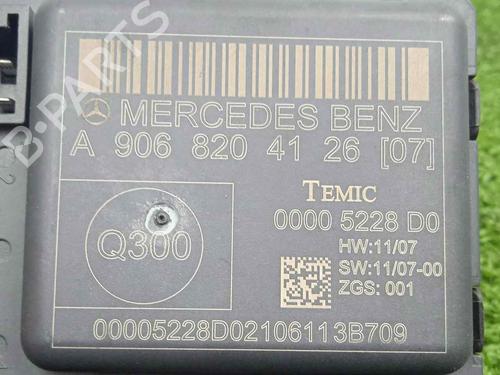 MERCEDES BENZ
A 906 820 41 26 [07]
TEMIC
0000 5228 D0
Q300
HW:11/07
SW:11/07-00
ZGS: 001
00005228D02106113B709
B-PARTS